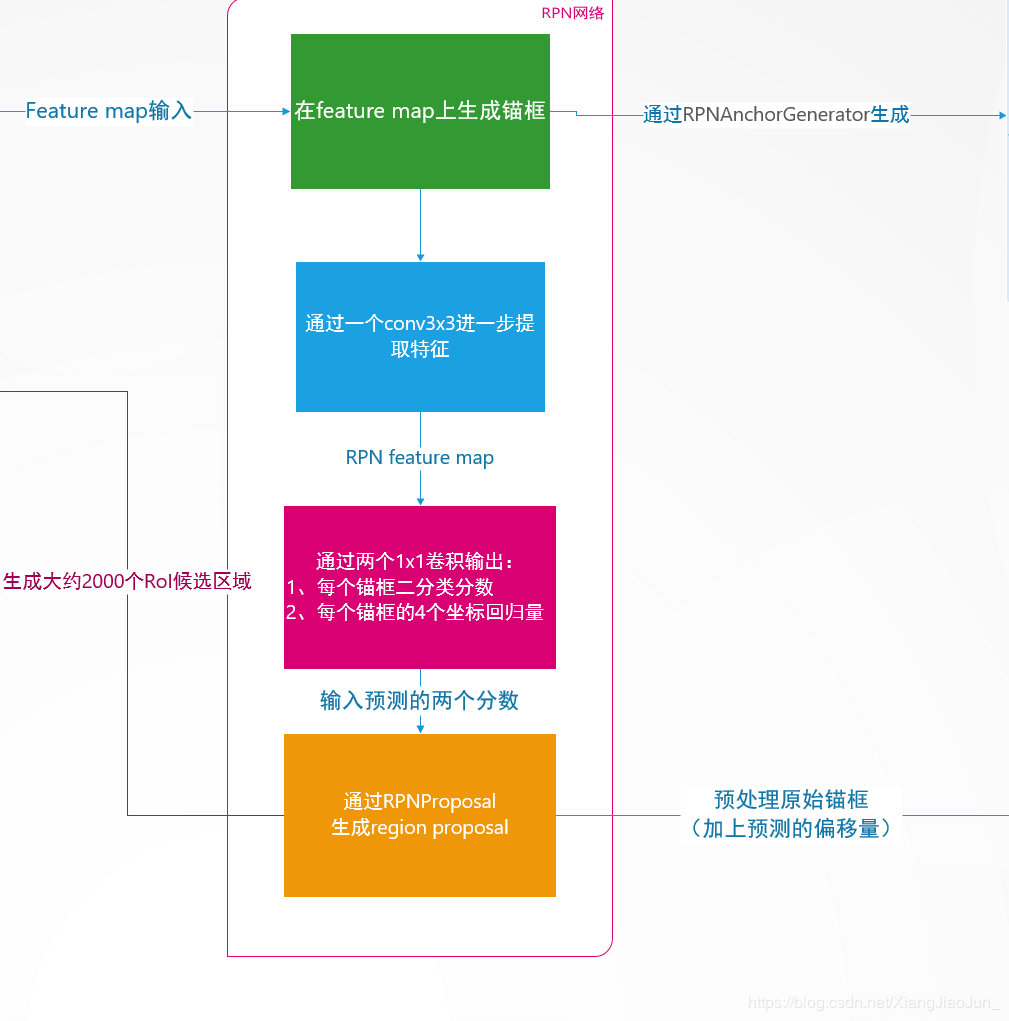 RPN网络
Feature map输入
在feature map上生成锚框
通过RPNAnchorGenerator生成
通过一个conv3x3进一步提
取特征
RPN feature map
通过两个1x1卷积输出：
1、每个锚框二分类分数
2、每个锚框的4个坐标回归量
生成大约2000个RoI候选区域
输入预测的两个分数
通过RPNProposal
生成region proposal
预处理原始锚框
（加上预测的偏移量）
https://blog.csdn.net/XiangJiaoJun_